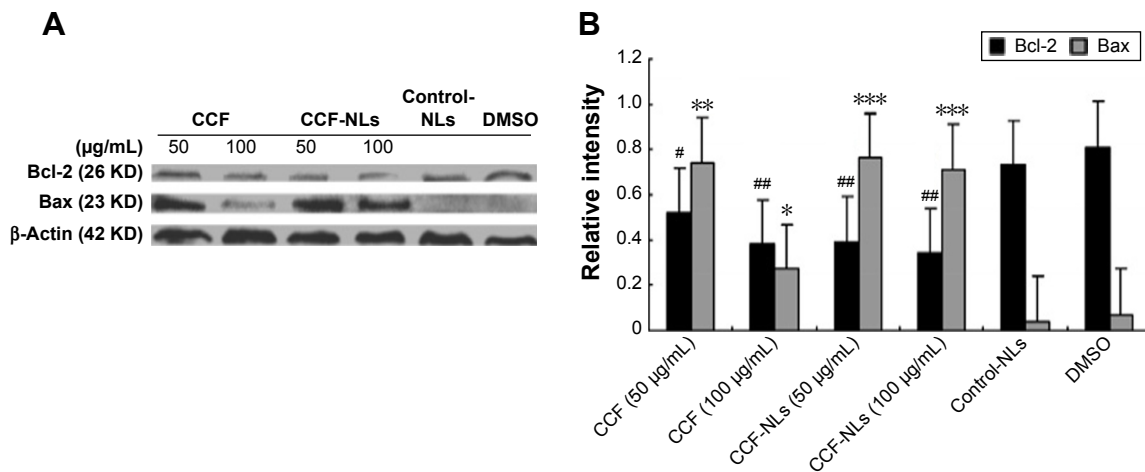 A
CCF CCF-NLs Control-NLs DMSO
(µg/mL) 50 100 50 100
Bcl-2 (26 KD)
Bax (23 KD)
β-Actin (42 KD)
B
Bcl-2 Bax
Relative intensity
1.2
1.0
0.8
0.6
0.4
0.2
0
# **
## *
## ***
## ***
CCF (50 µg/mL)
CCF (100 µg/mL)
CCF-NLs (50 µg/mL)
CCF-NLs (100 µg/mL)
Control-NLs
DMSO